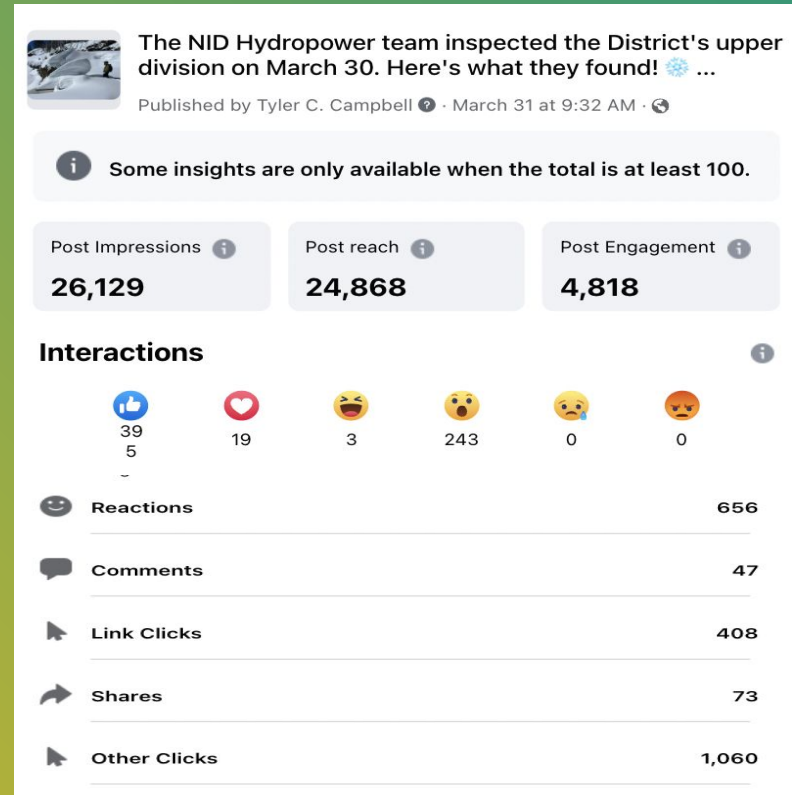 The NID Hydropower team inspected the District's upper
division on March 30. Here's what they found! ❄️ ...
Published by Tyler C. Campbell · March 31 at 9:32 AM ·
Some insights are only available when the total is at least 100.
Post Impressions
Post reach
Post Engagement
26,129
24,868
4,818
Interactions
39
5
19
3
243
0
0
Reactions
656
Comments
47
Link Clicks
408
Shares
73
Other Clicks
1,060